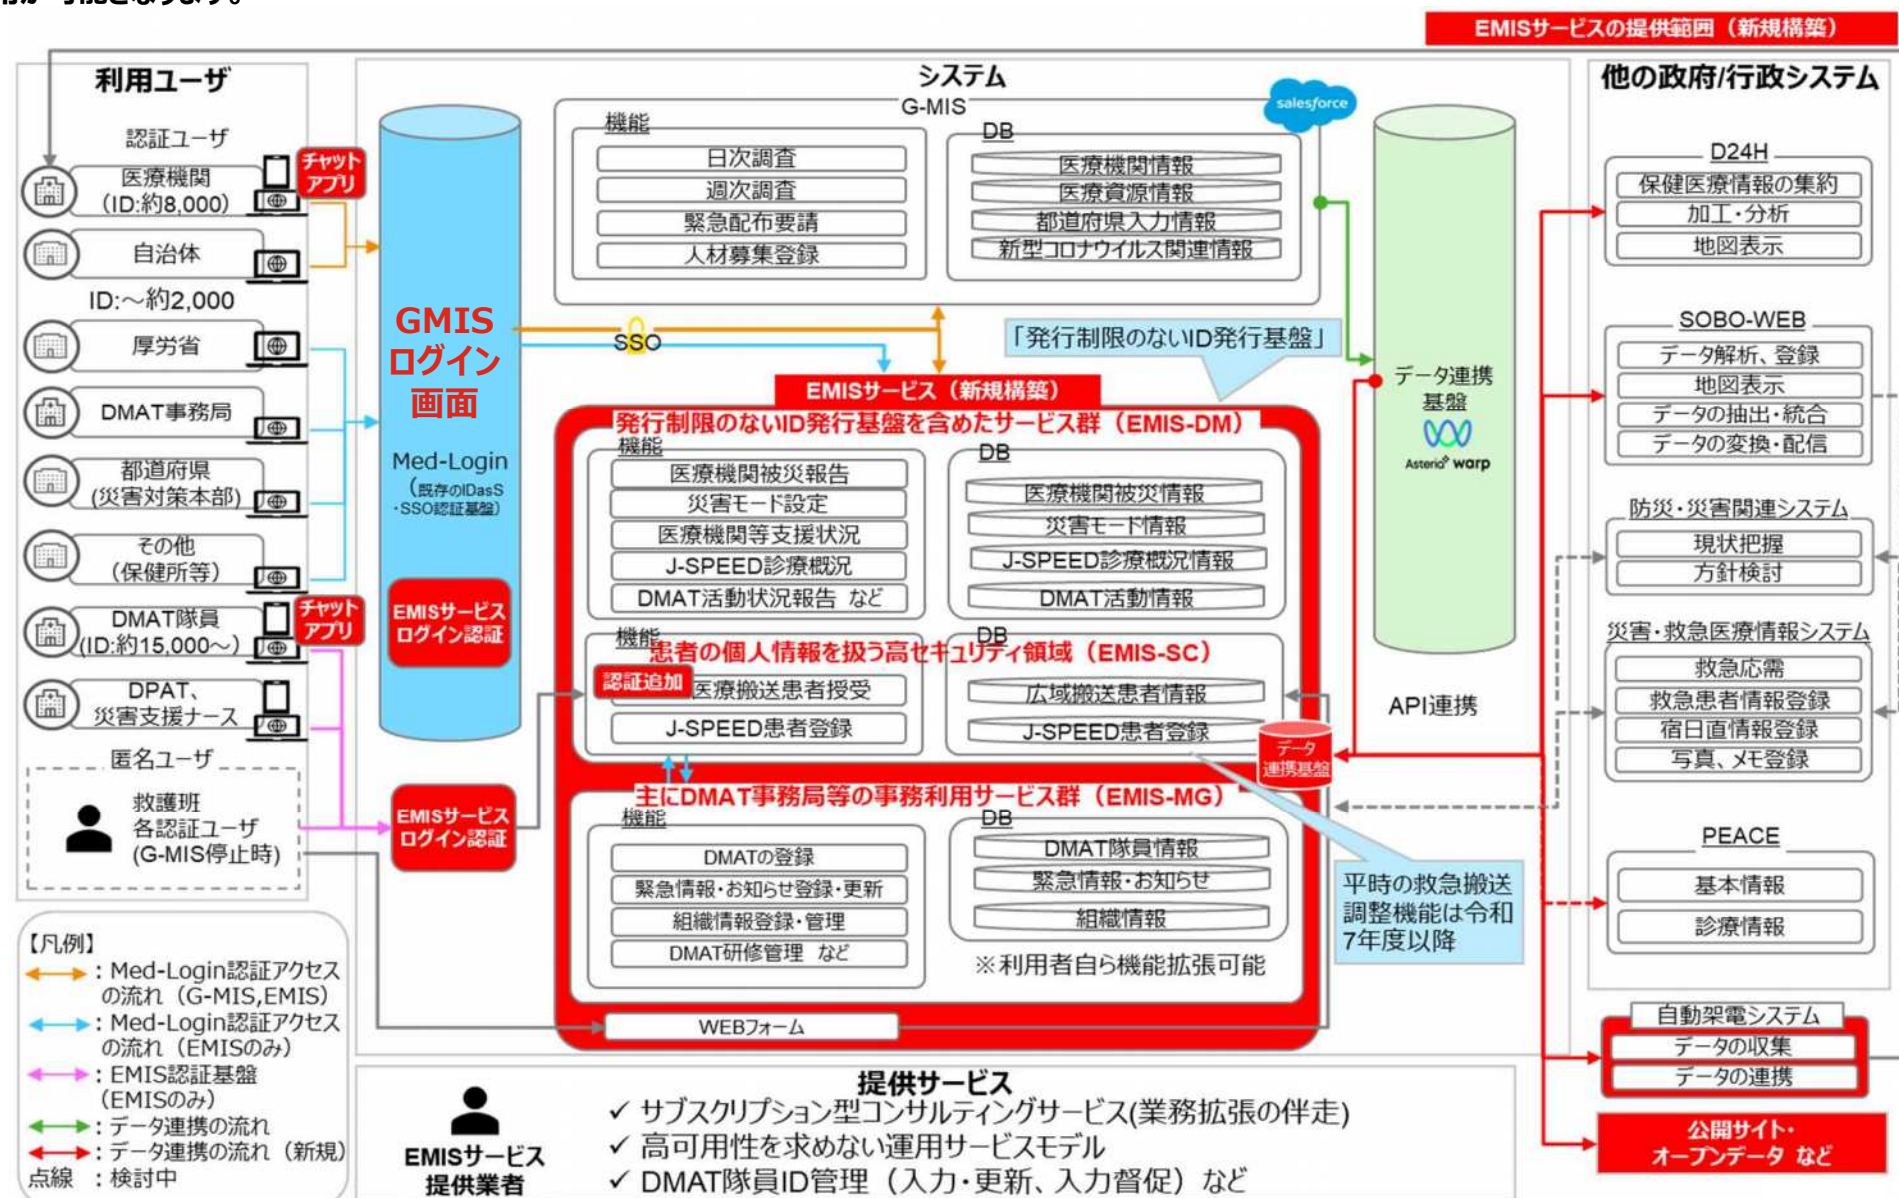 EMISサービスの提供範囲（新規構築）
利用ユーザ
認証ユーザ
医療機関
（ID:約8,000）
チャット
アプリ
自治体
ID:～約2,000
厚労省
DMAT事務局
都道府県
(災害対策本部)
その他
（保健所等）
DMAT隊員
(ID:約15,000～)
チャット
アプリ
DPAT、
災害支援ナース
匿名ユーザ
救護班
各認証ユーザ
(G-MIS停止時)
【凡例】
：Med-Login認証アクセス
の流れ（G-MIS,EMIS）
：Med-Login認証アクセス
の流れ（EMISのみ）
：EMIS認証基盤
（EMISのみ）
：データ連携の流れ
：データ連携の流れ（新規）
点線 ：検討中
システム
GMIS
ログイン
画面
Med-Login
（既存のIDasS
・SSO認証基盤）
EMISサービス
ログイン認証
EMISサービス
ログイン認証
SSO
G-MIS
salesforce
機能
日次調査
週次調査
緊急配布要請
人材募集登録
DB
医療機関情報
医療資源情報
都道府県入力情報
新型コロナウイルス関連情報
「発行制限のないID発行基盤」
EMISサービス（新規構築）
発行制限のないID発行基盤を含めたサービス群（EMIS-DM）
機能
医療機関被災報告
災害モード設定
医療機関等支援状況
J-SPEED診療概況
DMAT活動状況報告 など
DB
医療機関被災情報
災害モード情報
J-SPEED診療概況情報
DMAT活動情報
患者の個人情報を扱う高セキュリティ領域（EMIS-SC）
機能
認証追加
医療搬送患者授受
J-SPEED患者登録
DB
広域搬送患者情報
J-SPEED患者登録
データ
連携基盤
主にDMAT事務局等の事務利用サービス群（EMIS-MG）
機能
DMATの登録
緊急情報・お知らせ登録・更新
組織情報登録・管理
DMAT研修管理 など
DB
DMAT隊員情報
緊急情報・お知らせ
組織情報
※利用者自ら機能拡張可能
WEBフォーム
データ連携
基盤
Asteria warp
API連携
平時の救急搬送
調整機能は令和
7年度以降
他の政府/行政システム
D24H
保健医療情報の集約
加工・分析
地図表示
SOBO-WEB
データ解析、登録
地図表示
データの抽出・統合
データの変換・配信
防災・災害関連システム
現状把握
方針検討
災害・救急医療情報システム
救急応需
救急患者情報登録
宿日直情報登録
写真、メモ登録
PEACE
基本情報
診療情報
自動架電システム
データの収集
データの連携
公開サイト・
オープンデータ など
EMISサービス
提供業者
提供サービス
✓ サブスクリプション型コンサルティングサービス(業務拡張の伴走)
✓ 高可用性を求めない運用サービスモデル
✓ DMAT隊員ID管理（入力・更新、入力督促）など